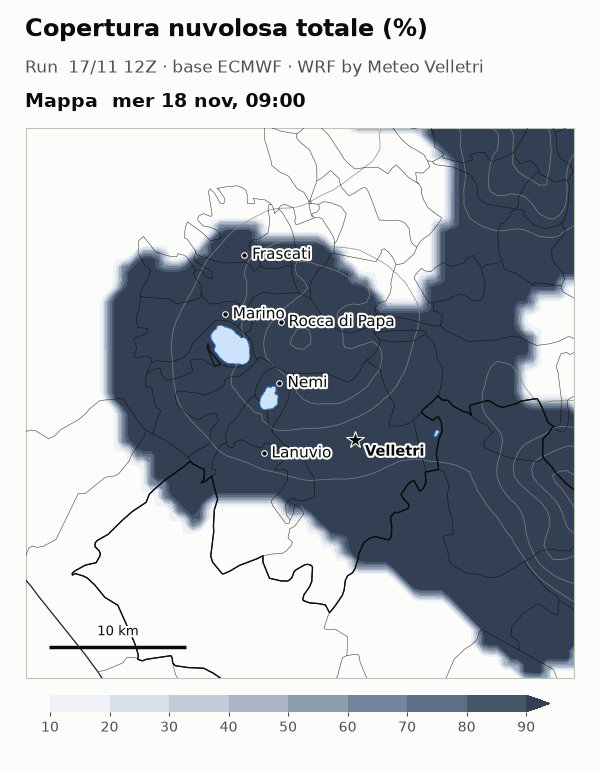 Copertura nuvolosa totale (%)
Run 17/11 12Z · base ECMWF · WRF by Meteo Velletri
Mappa mer 18 nov, 09:00
Frascati
Marino
Rocca di Papa
Nemi
Velletri
Lanuvio
10 km
10 20 30 40 50 60 70 80 90